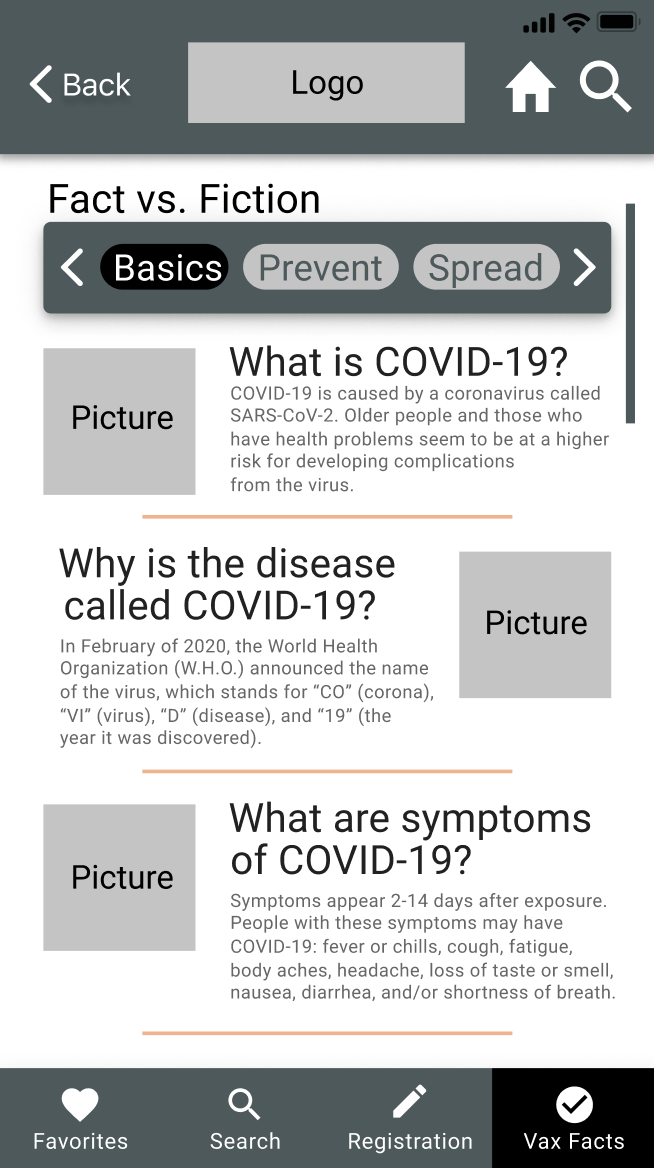 Back
Logo
Fact vs. Fiction
Basics
Prevent
Spread
Picture
What is COVID-19?
COVID-19 is caused by a coronavirus called
SARS-CoV-2. Older people and those who
have health problems seem to be at a higher
risk for developing complications
from the virus.
Why is the disease
called COVID-19?
In February of 2020, the World Health
Organization (W.H.O.) announced the name
of the virus, which stands for “CO” (corona),
“VI” (virus), “D” (disease), and “19” (the
year it was discovered).
Picture
Picture
What are symptoms
of COVID-19?
Symptoms appear 2-14 days after exposure.
People with these symptoms may have
COVID-19: fever or chills, cough, fatigue,
body aches, headache, loss of taste or smell,
nausea, diarrhea, and/or shortness of breath.
Favorites
Search
Registration
Vax Facts